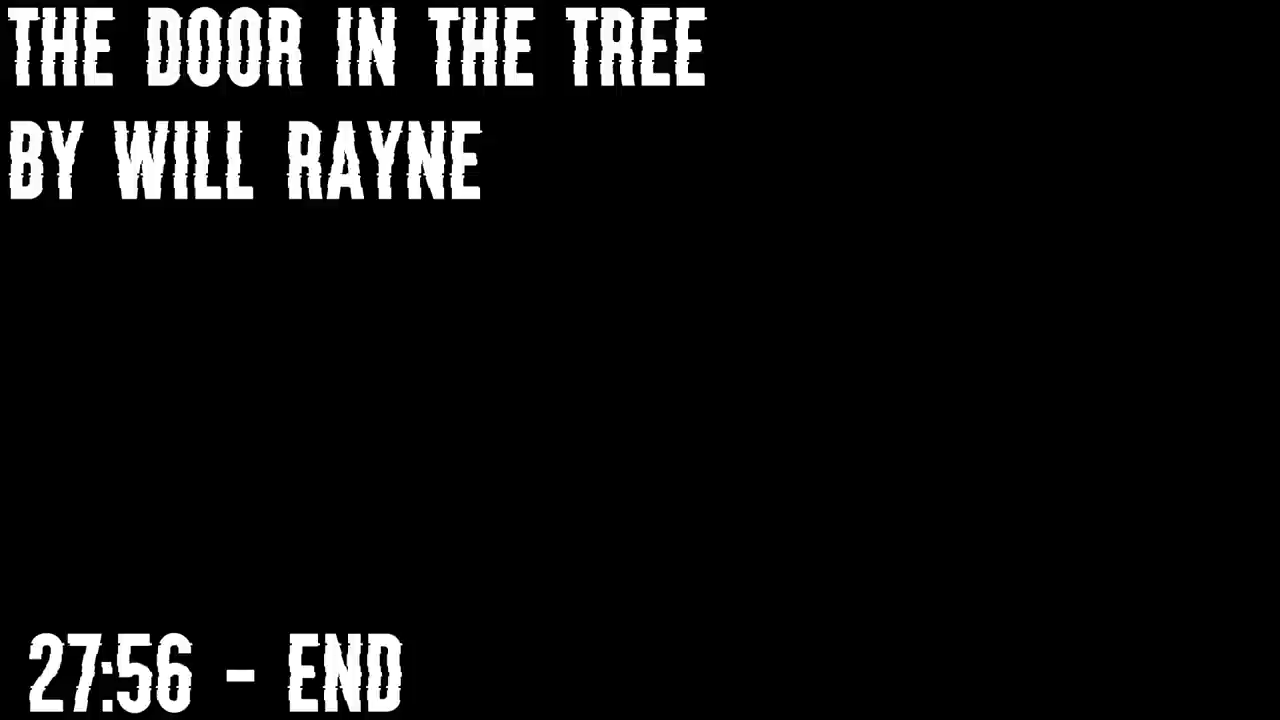 THE DOOR IN THE TREE
BY WILL RAYNE
27:56 - END